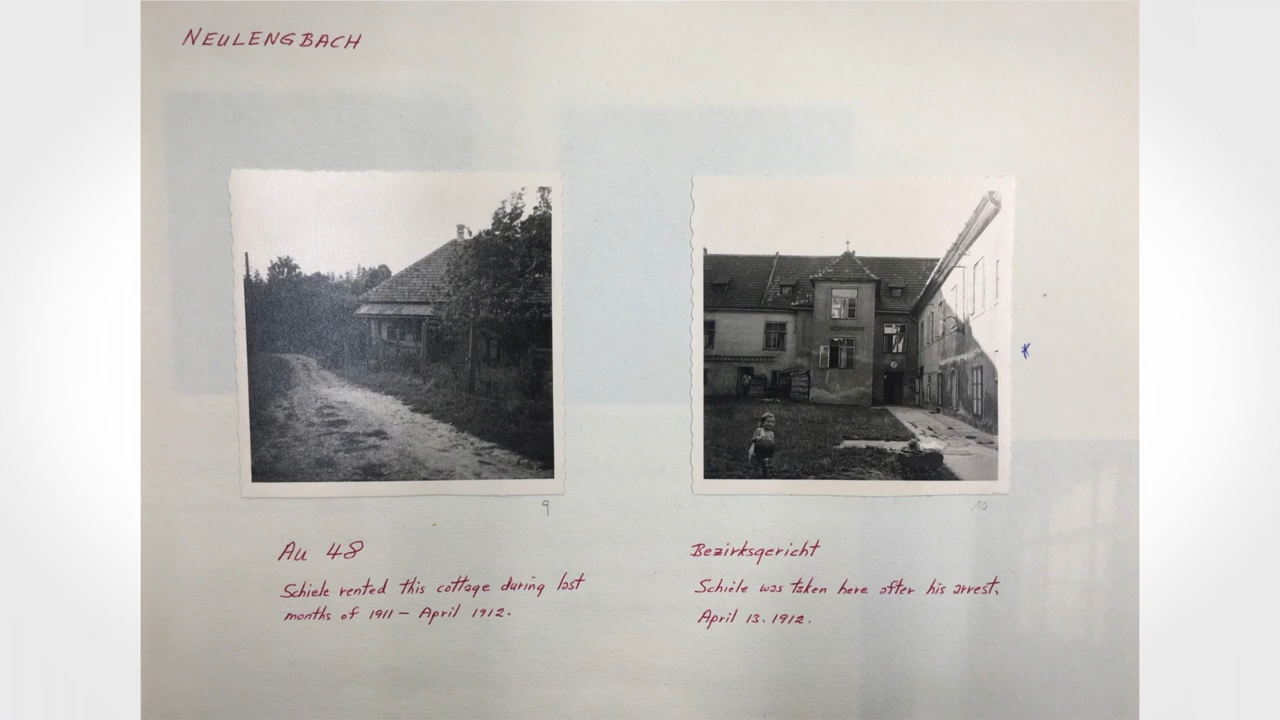 NEULENGBACH
9
10
Au 48
Bezirksgericht
Schiele rented this cottage during last
months of 1911 – April 1912.
Schiele was taken here after his arrest.
April 13. 1912.